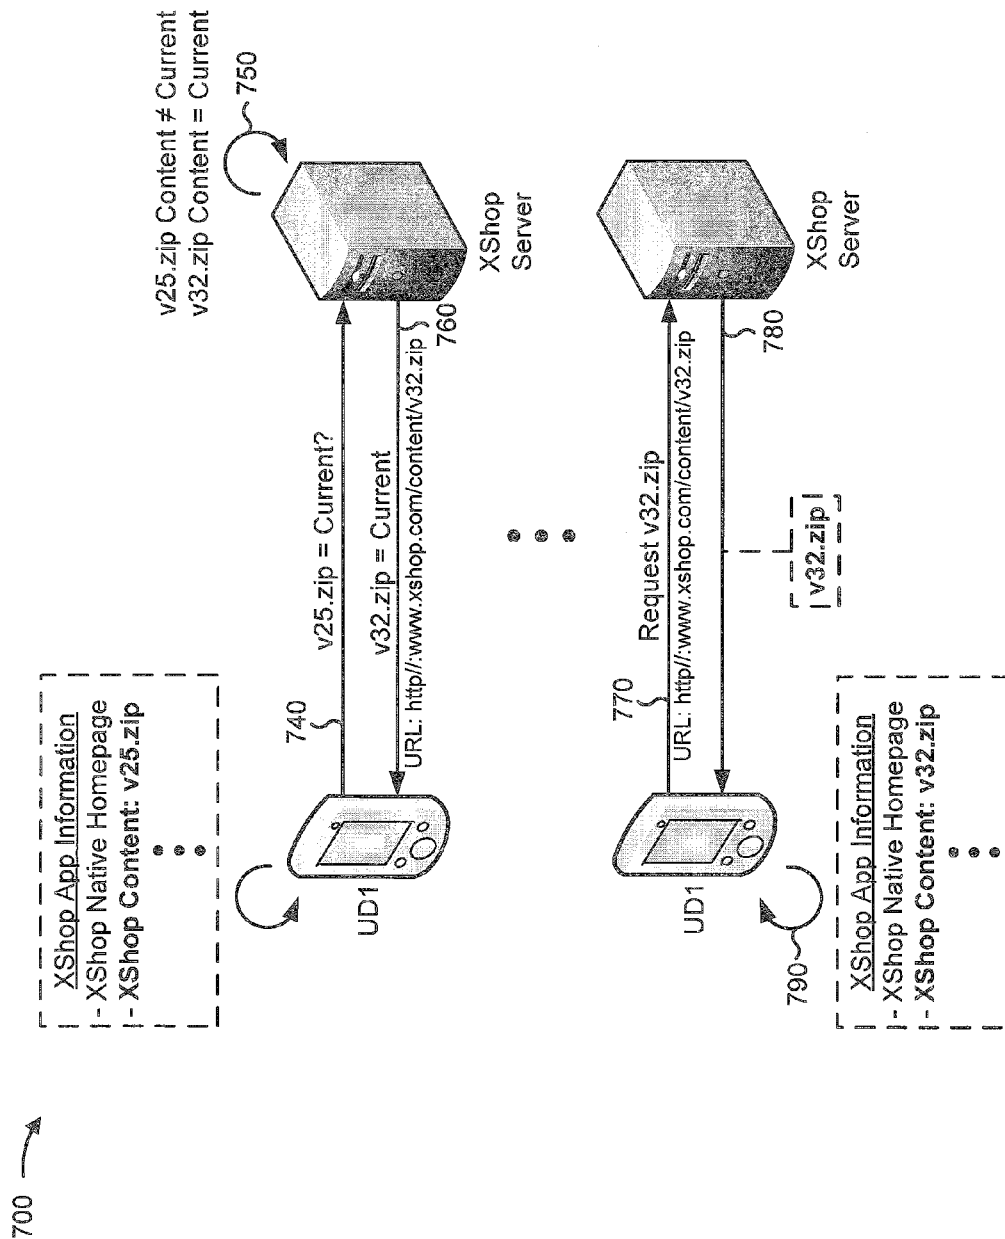 700
XShop App Information
- XShop Native Homepage
- XShop Content: v25.zip
UD1
740
v25.zip = Current?
v32.zip = Current
URL: http//:www.xshop.com/content/v32.zip
760
v25.zip Content ≠ Current
v32.zip Content = Current
750
XShop
Server
UD1
770
Request v32.zip
URL: http//:www.xshop.com/content/v32.zip
780
v32.zip
XShop
Server
790
XShop App Information
- XShop Native Homepage
- XShop Content: v32.zip